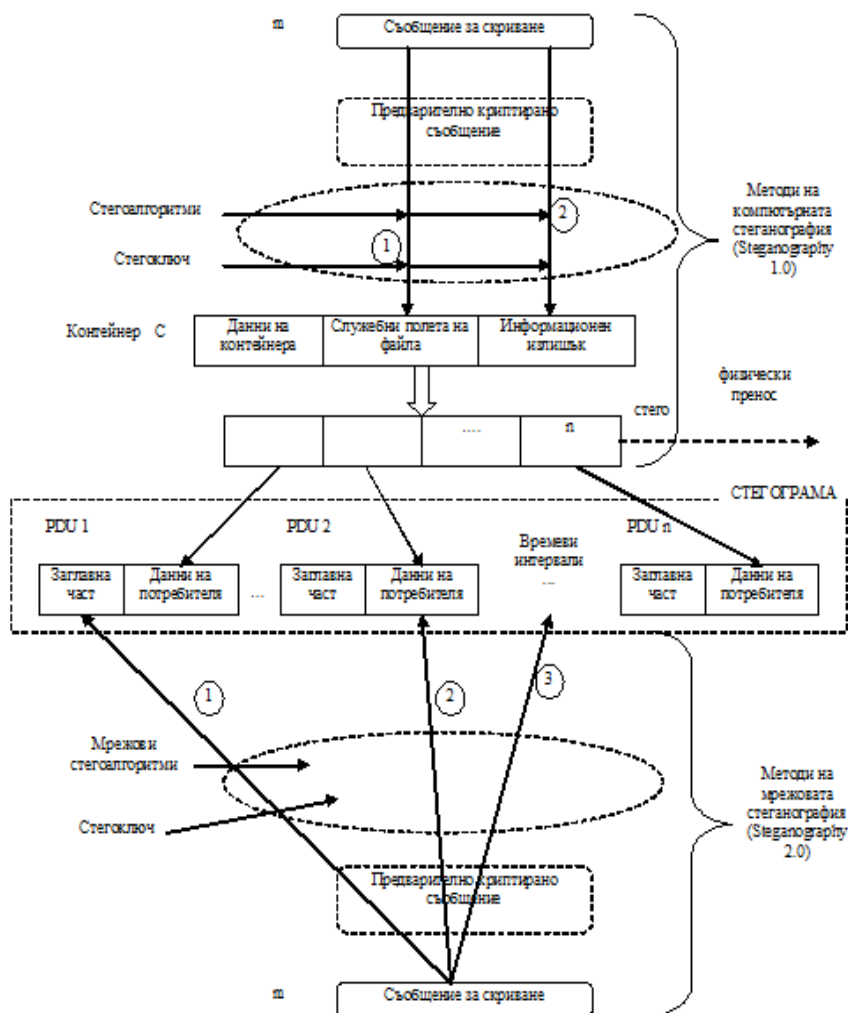 m
Съобщение за скриване
Предварително криптирано
съобщение
Стегоалгоритми
2
1
Стегоключ
Методи на
компютърната
стеганография
(Steganography
1.0)
Контейнер C
Данни на
контейнера
Служебни полета на
файла
Информационен
излишък
физически
пренос
стего
....
n
СТЕГОГРАМА
PDU 1
PDU 2
Времеви
интервали
...
PDU n
Заглавна
част
Данни на
потребителя
...
Заглавна
част
Данни на
потребителя
Заглавна
част
Данни на
потребителя
1
2
3
Мрежови
стегоалгоритми
Стегоключ
Методи на
мрежовата
стеганография
(Steganography
2.0)
Предварително криптирано
съобщение
m
Съобщение за скриване